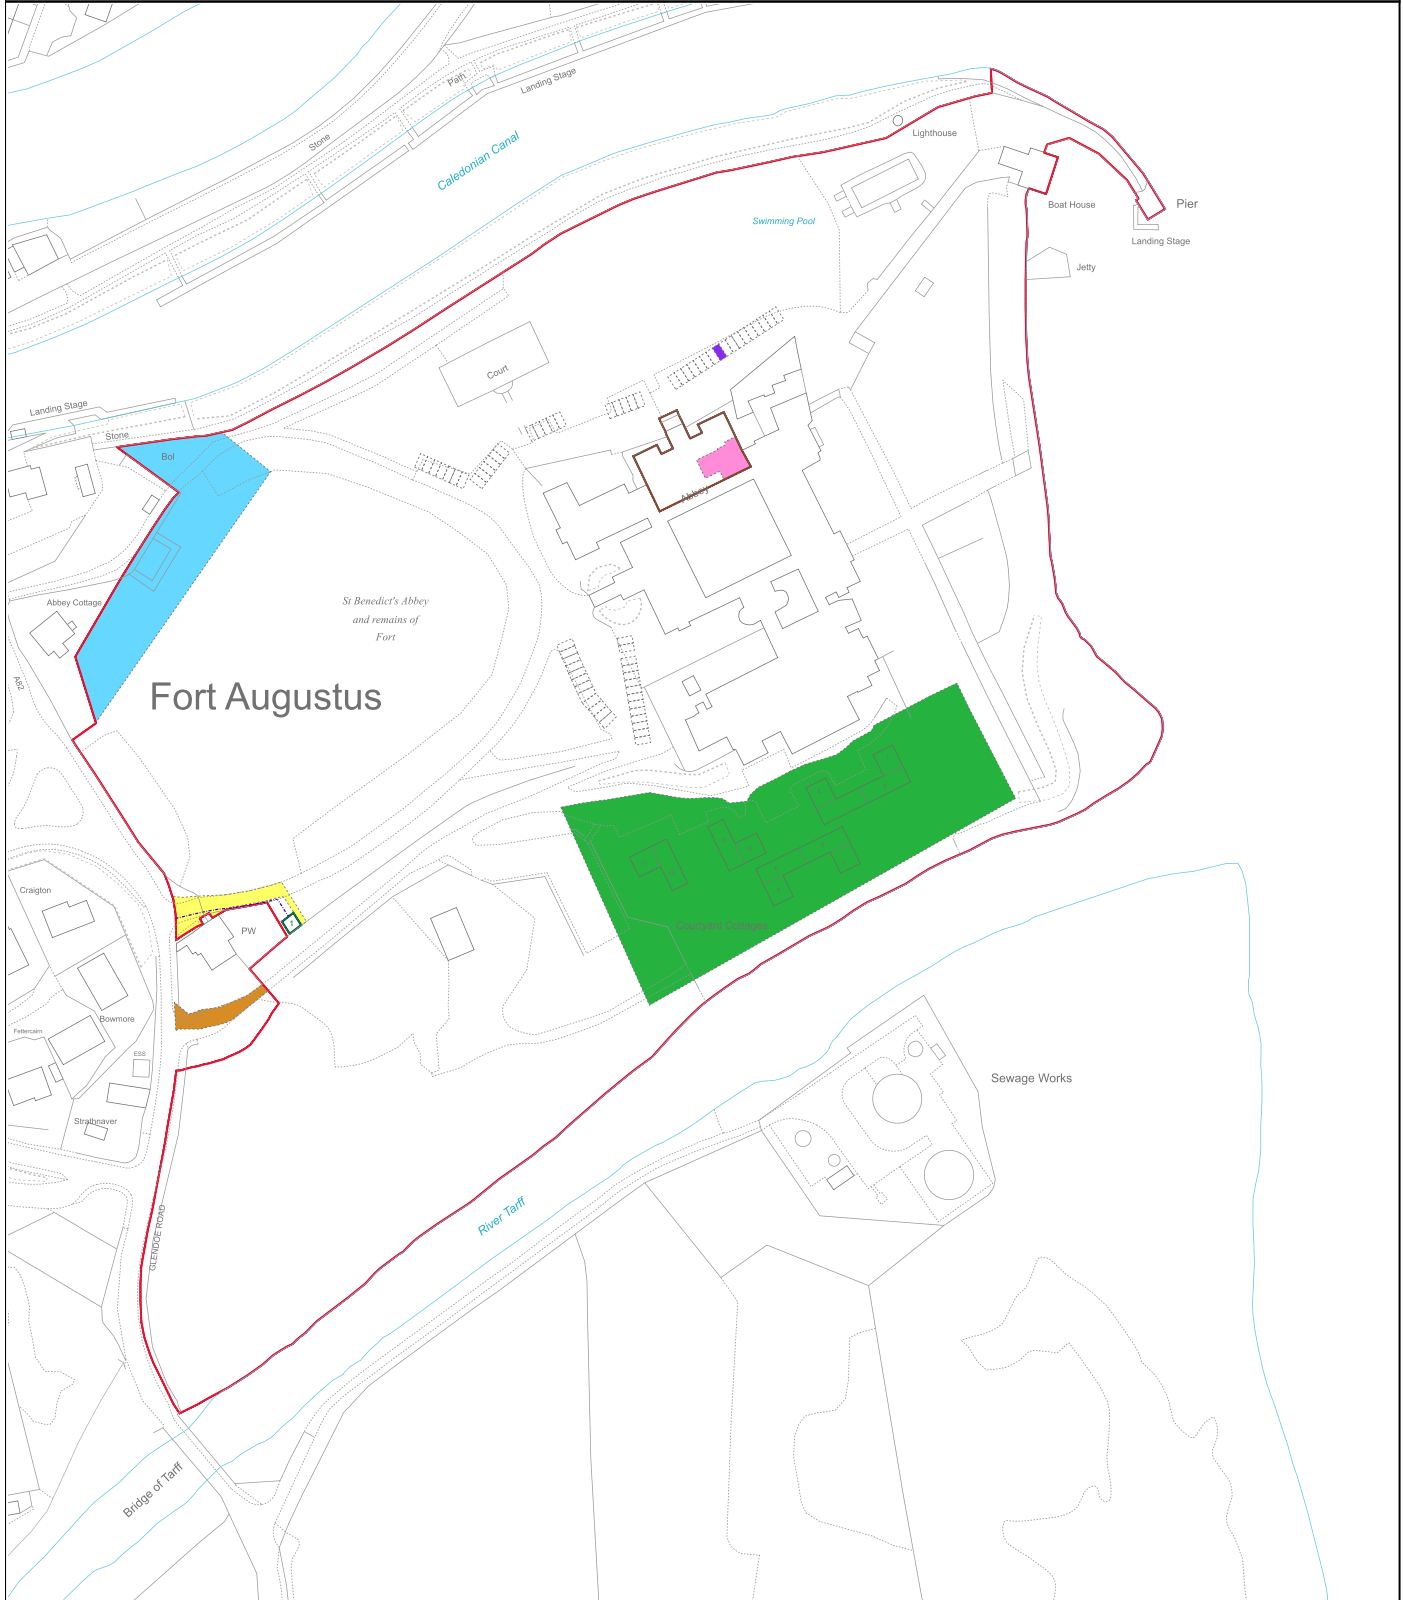 Path
Landing Stage
Stone
Caledonian Canal
Lighthouse
Boat House
Pier
Swimming Pool
Landing Stage
Jetty
Court
Landing Stage
Stone
Bol
Abbey
Abbey Cottage
St Benedict's Abbey
and remains of
Fort
A82
Fort Augustus
Craigton
PW
Courtyard Cottages
Bowmore
Fettercairn
ESS
Strathnaver
Sewage Works
GLENDOE ROAD
River Tarff
Bridge of Tarff